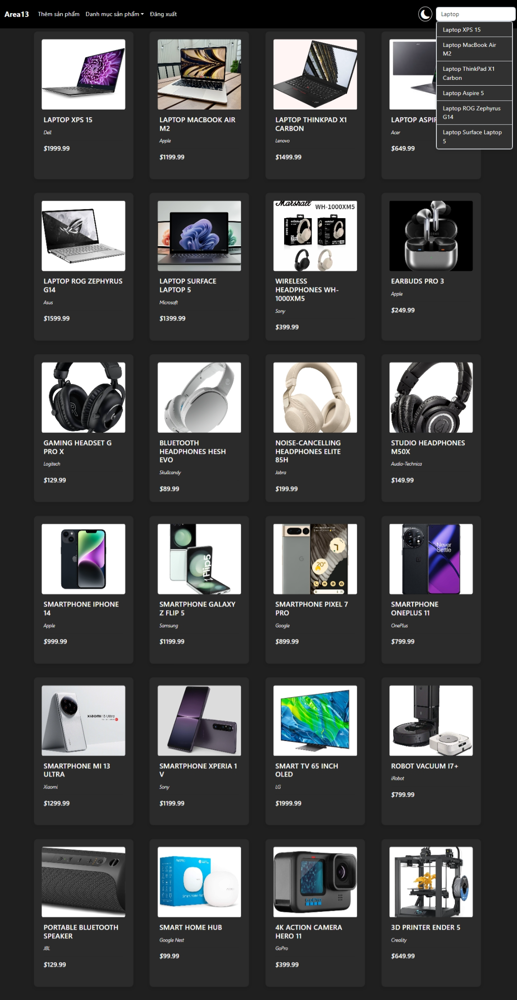 Area13
Thêm sản phẩm
Danh mục sản phẩm
Đăng xuất
Laptop
Laptop XPS 15
Laptop MacBook Air
M2
Laptop ThinkPad X1
Carbon
Laptop Aspire 5
Laptop ROG Zephyrus
G14
Laptop Surface Laptop
5
LAPTOP XPS 15
Dell
$1999.99
LAPTOP MACBOOK AIR
M2
Apple
$1199.99
LAPTOP THINKPAD X1
CARBON
Lenovo
$1499.99
LAPTOP ASPIR
Acer
$649.99
LAPTOP ROG ZEPHYRUS
G14
Asus
$1599.99
LAPTOP SURFACE
LAPTOP 5
Microsoft
$1399.99
Marshall
WH-1000XM5
PURE BASS
WIRELESS
HEADPHONES WH-
1000XM5
Sony
$399.99
EARBUDS PRO 3
Apple
$249.99
GAMING HEADSET G
PRO X
Logitech
$129.99
BLUETOOTH
HEADPHONES HESH
EVO
Skullcandy
$89.99
NOISE-CANCELLING
HEADPHONES ELITE
85H
Jabra
$199.99
STUDIO HEADPHONES
M50X
Audio-Technica
$149.99
SMARTPHONE IPHONE
14
Apple
$999.99
Flip5
SMARTPHONE GALAXY
Z FLIP 5
Samsung
$1199.99
20°
SMARTPHONE PIXEL 7
PRO
Google
$899.99
Never
Settle
SMARTPHONE
ONEPLUS 11
OnePlus
$799.99
xiaomi 13 Ultra
SMARTPHONE MI 13
ULTRA
Xiaomi
$1299.99
SMARTPHONE XPERIA 1
V
Sony
$1199.99
SMART TV 65 INCH
OLED
LG
$1999.99
ROBOT VACUUM I7+
iRobot
$799.99
PORTABLE BLUETOOTH
SPEAKER
JBL
$129.99
Aeotec
Smart Home Hub
SMART HOME HUB
Google Nest
$99.99
GoPro
4K ACTION CAMERA
HERO 11
GoPro
$399.99
3D PRINTER ENDER 5
Creality
$649.99